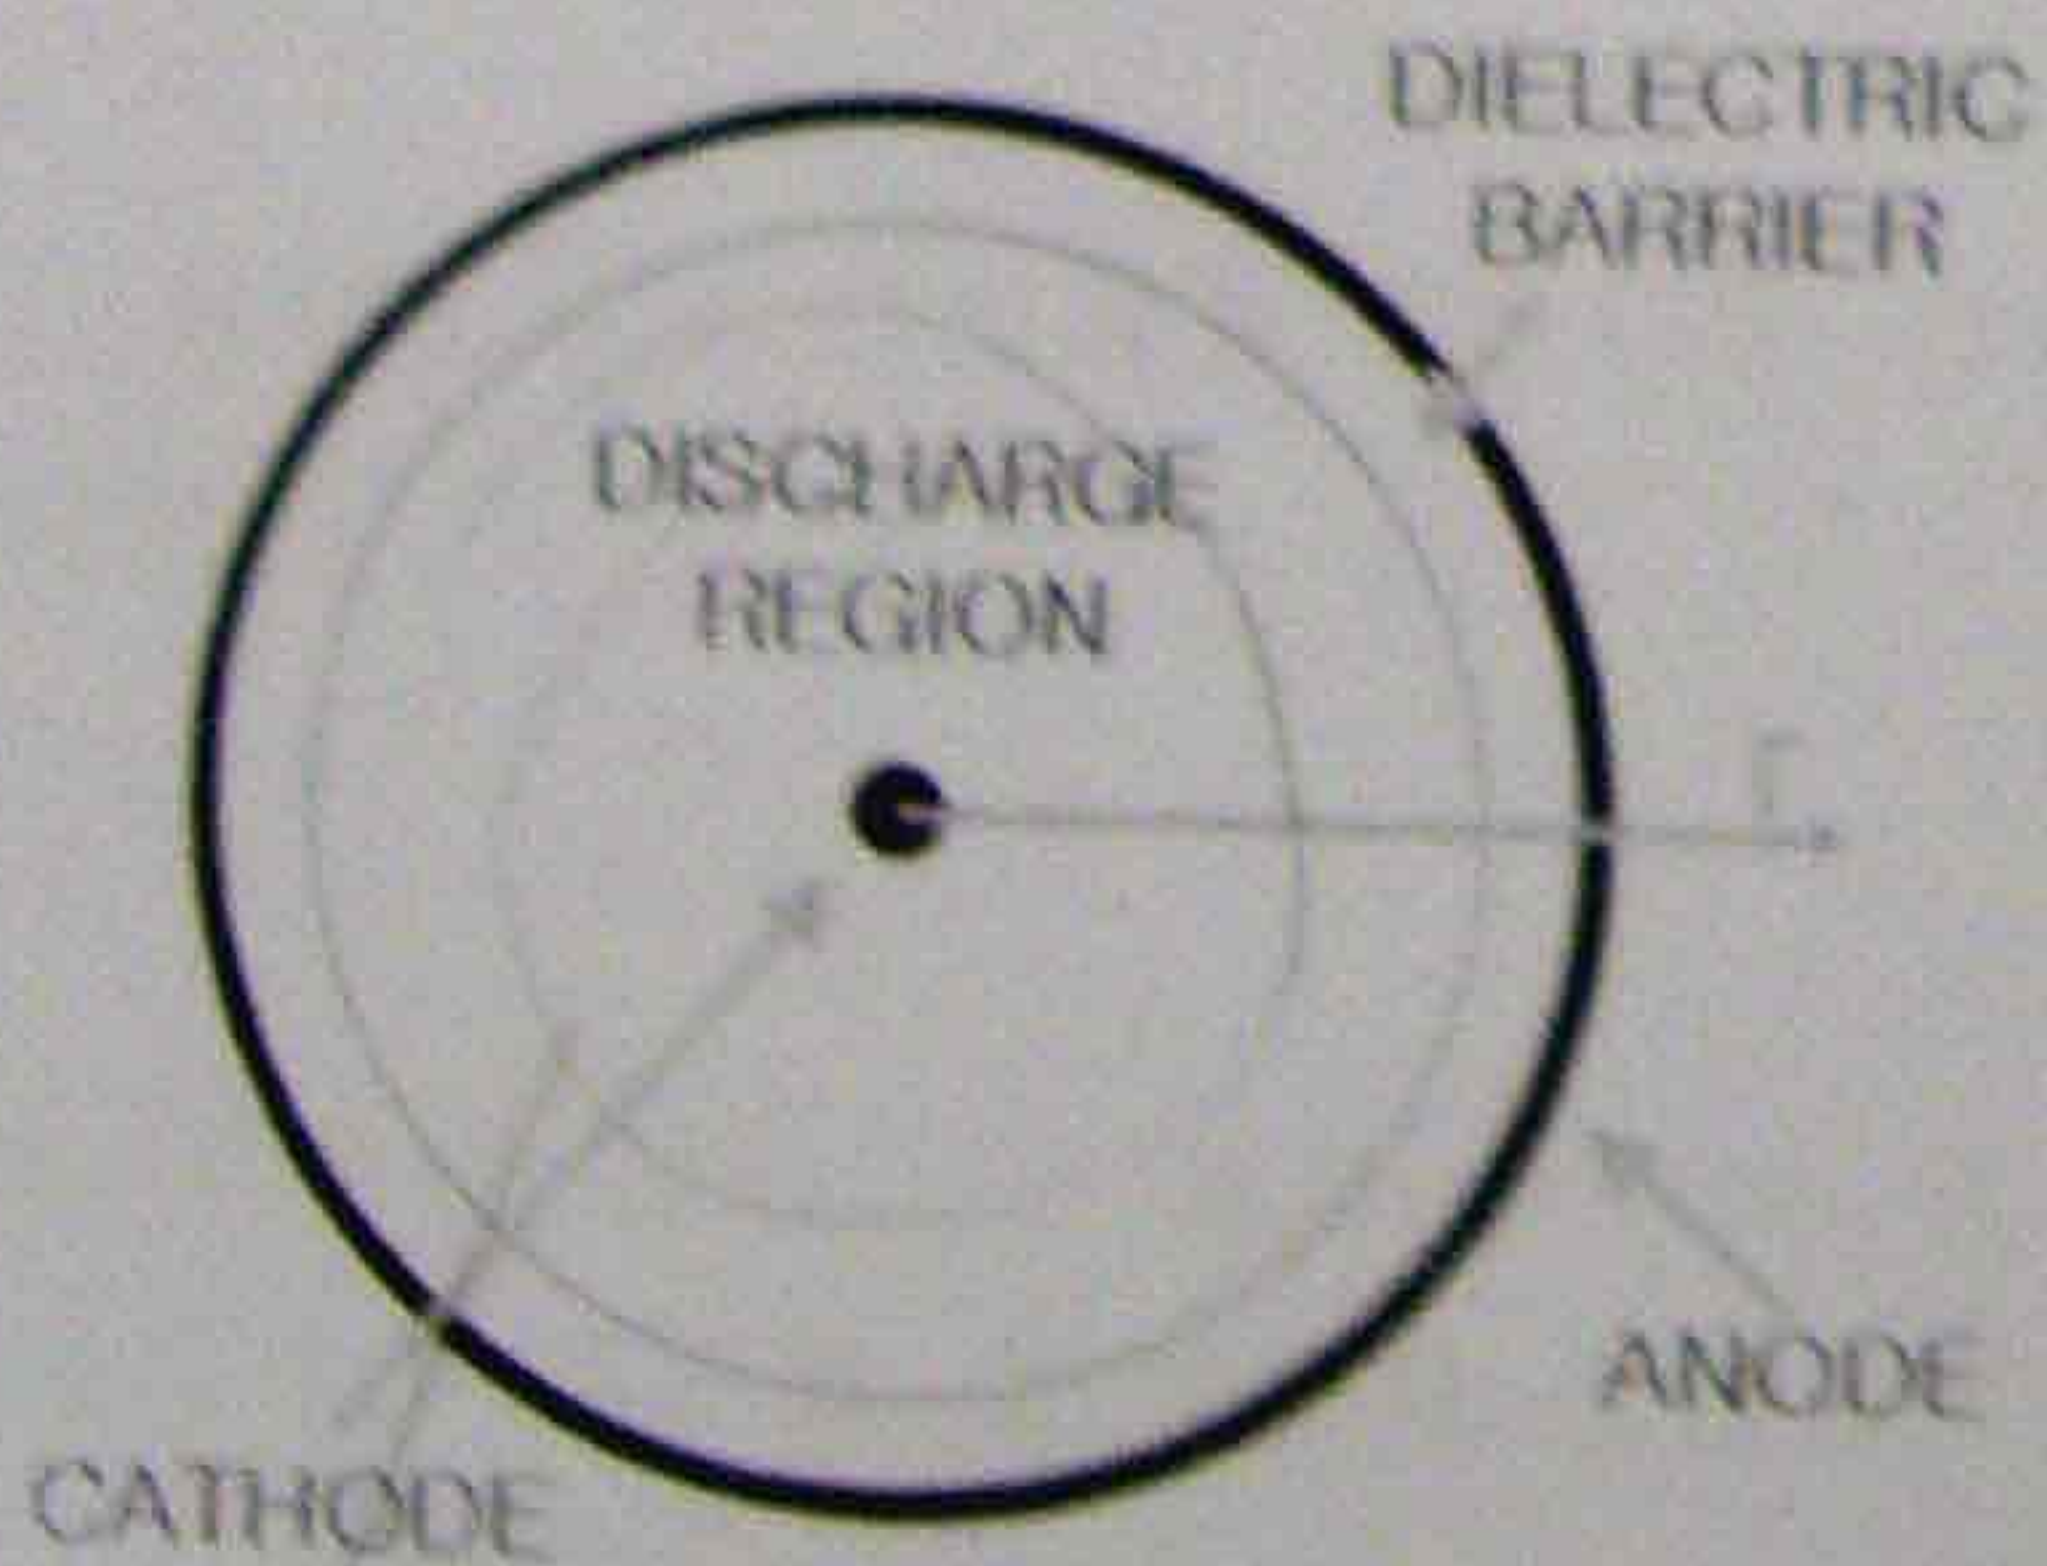 DIELECTRIC
BARRIER
DISCHARGE
REGION
r
ANODE
CATHODE